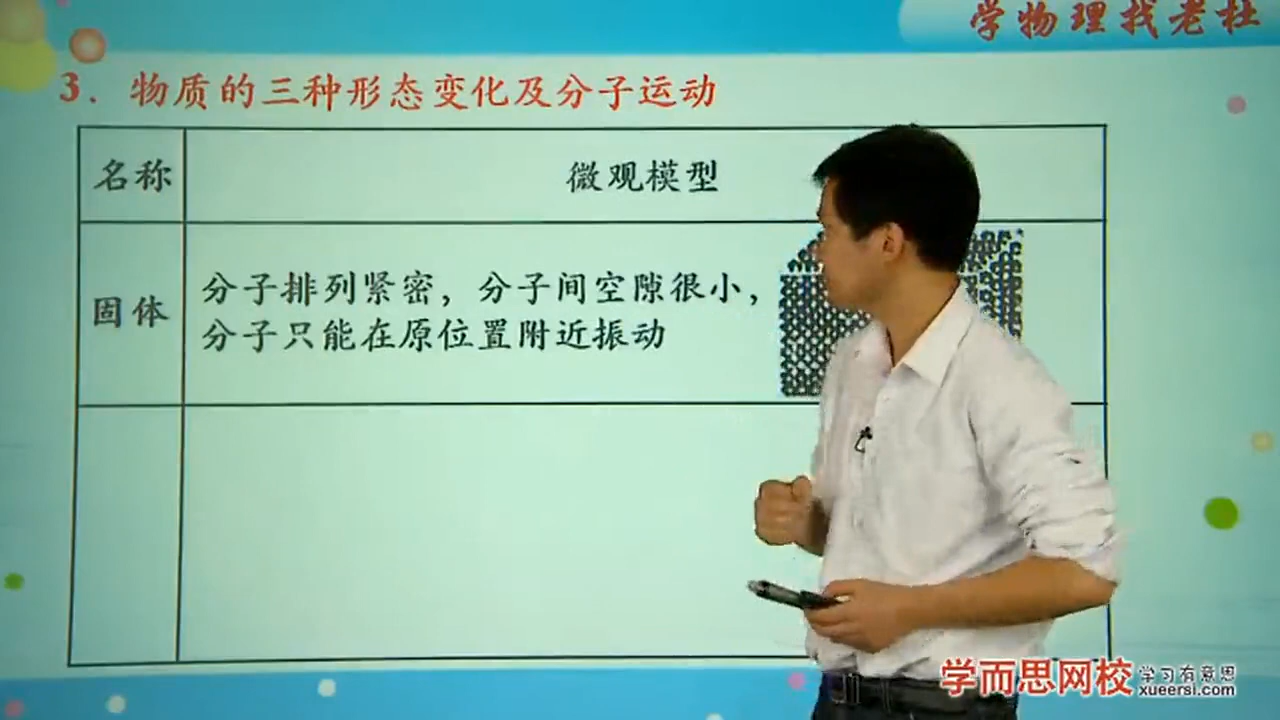 学物理找老杜
3．物质的三种形态变化及分子运动
名称
微观模型
固体
分子排列紧密，分子间空隙很小，
分子只能在原位置附近振动
学而思网校
学习有意思
xueersi.com